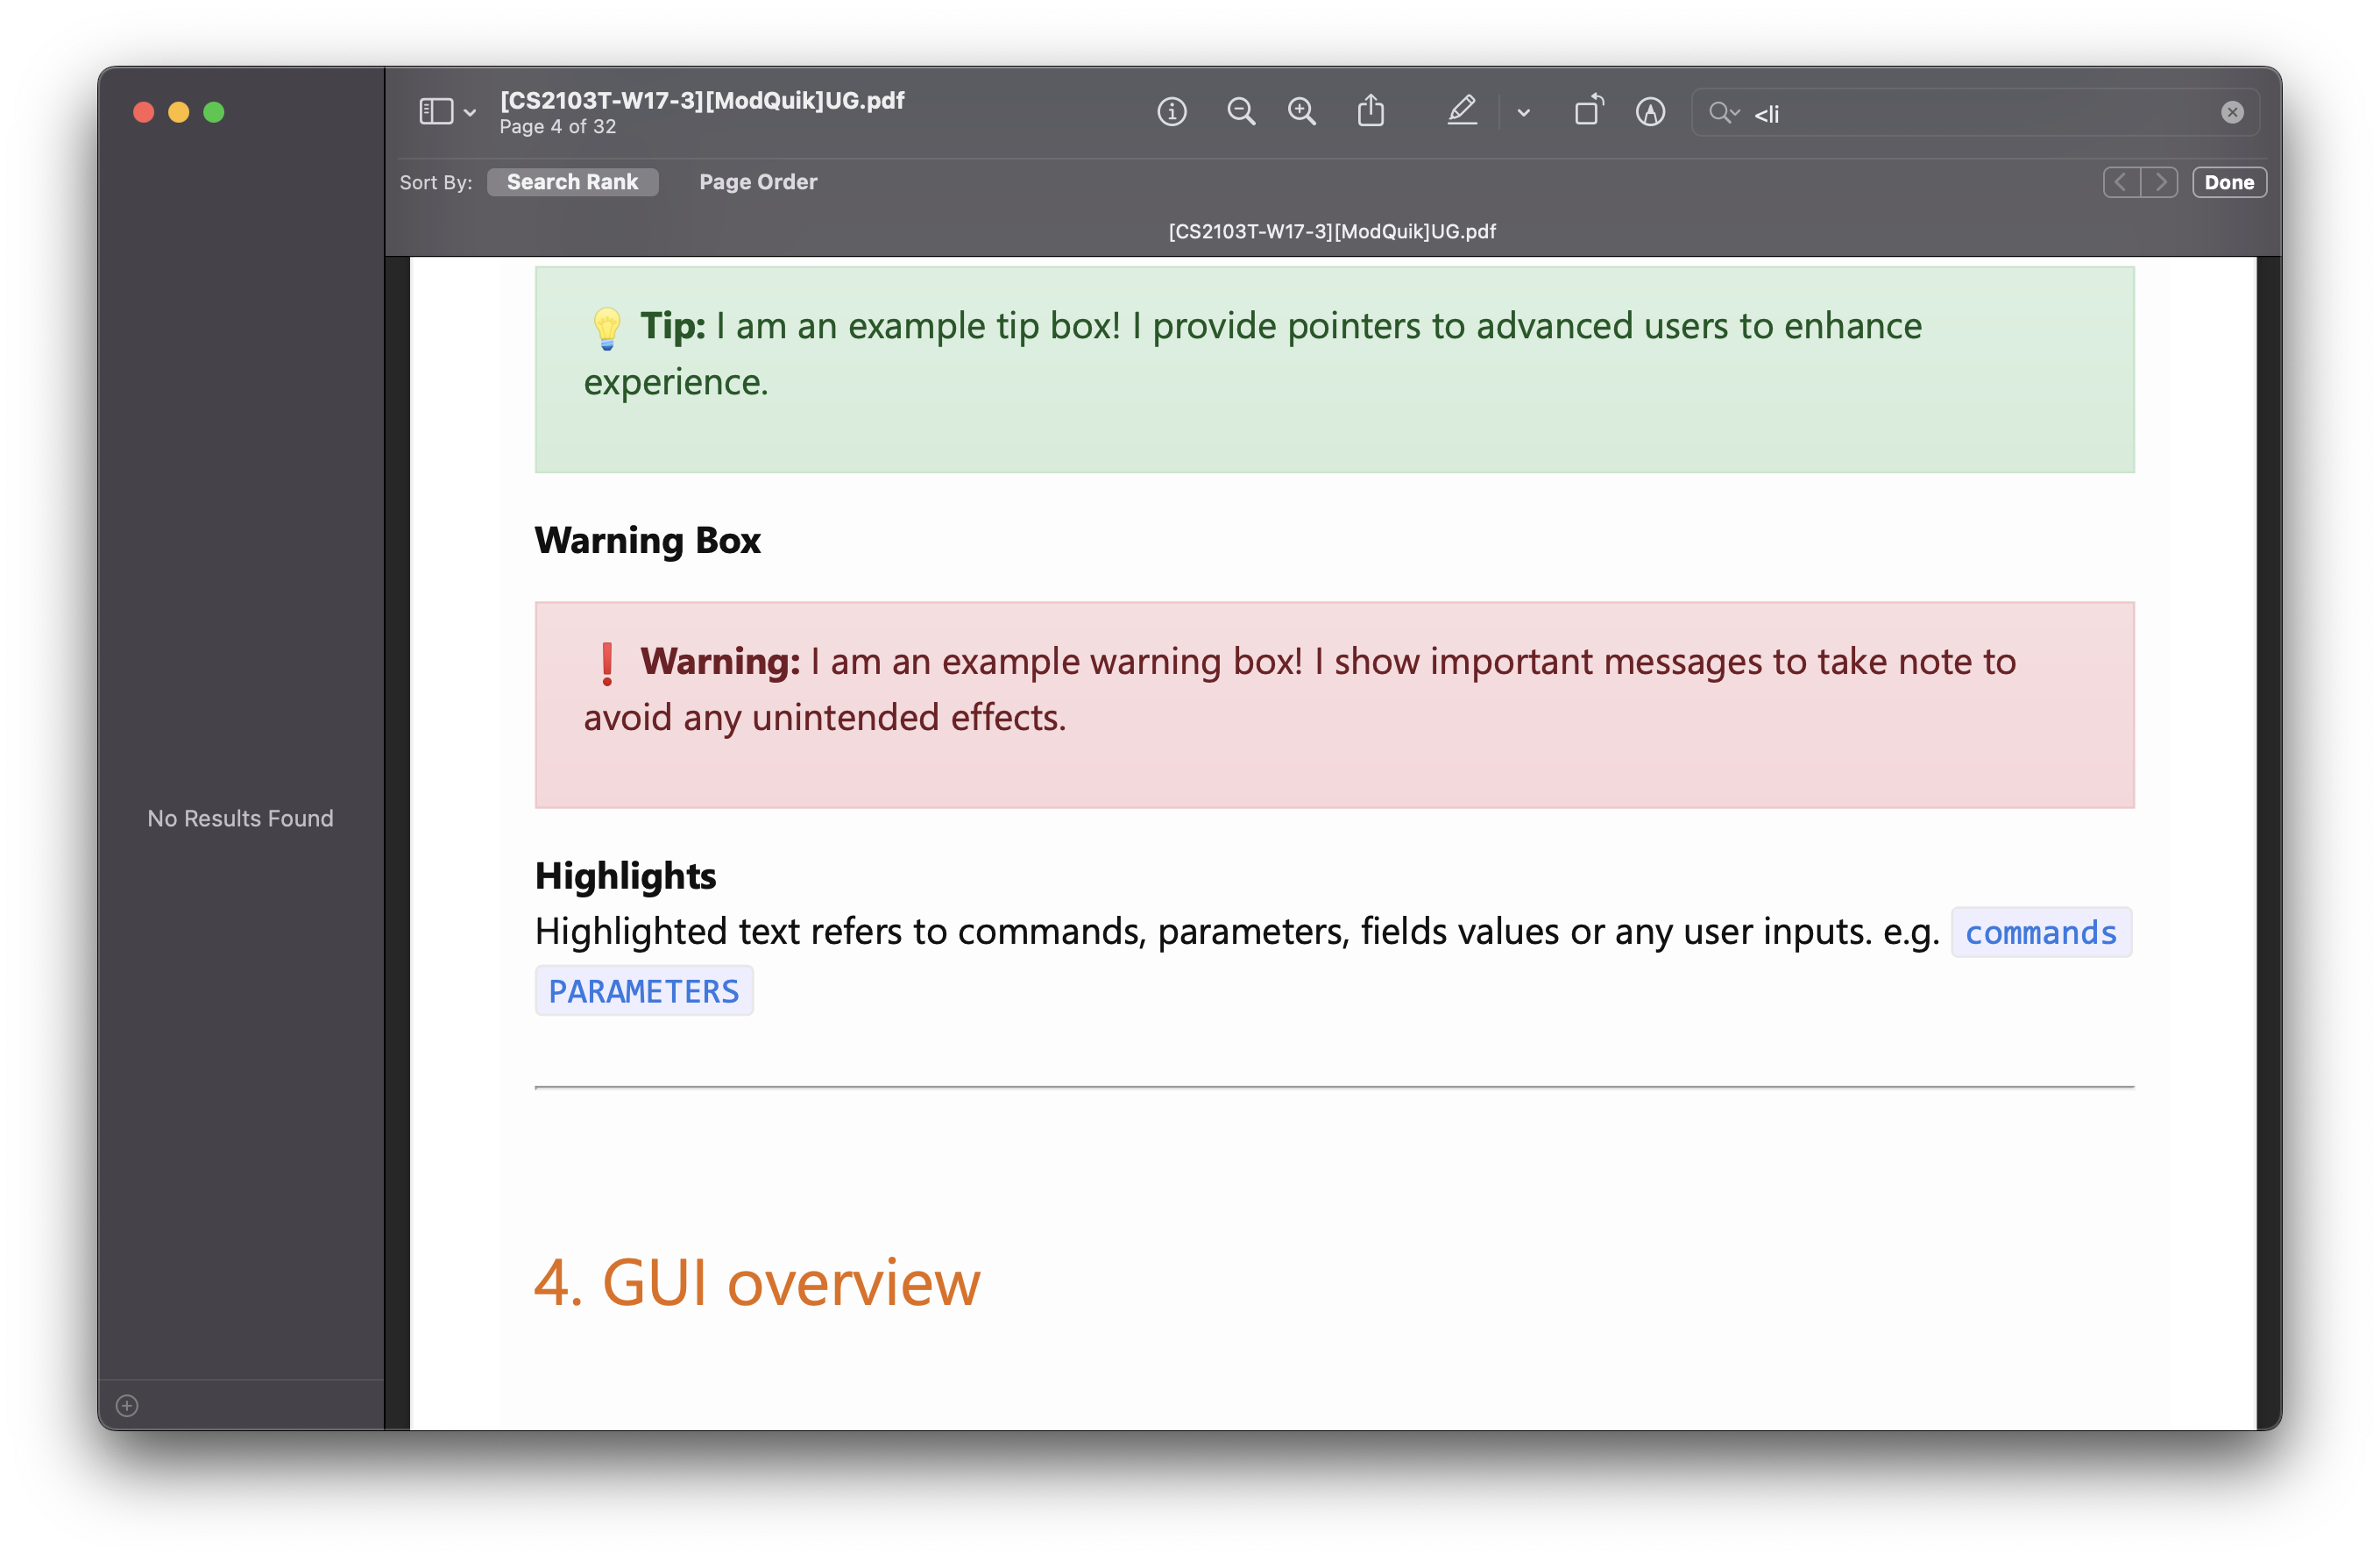 [CS2103T-W17-3][ModQuik]UG.pdf
Page 4 of 32
<li
Sort By: Search Rank Page Order
Done
[CS2103T-W17-3][ModQuik]UG.pdf
💡 Tip: I am an example tip box! I provide pointers to advanced users to enhance
experience.
Warning Box
❗ Warning: I am an example warning box! I show important messages to take note to
avoid any unintended effects.
No Results Found
Highlights
Highlighted text refers to commands, parameters, fields values or any user inputs. e.g. commands
PARAMETERS
4. GUI overview